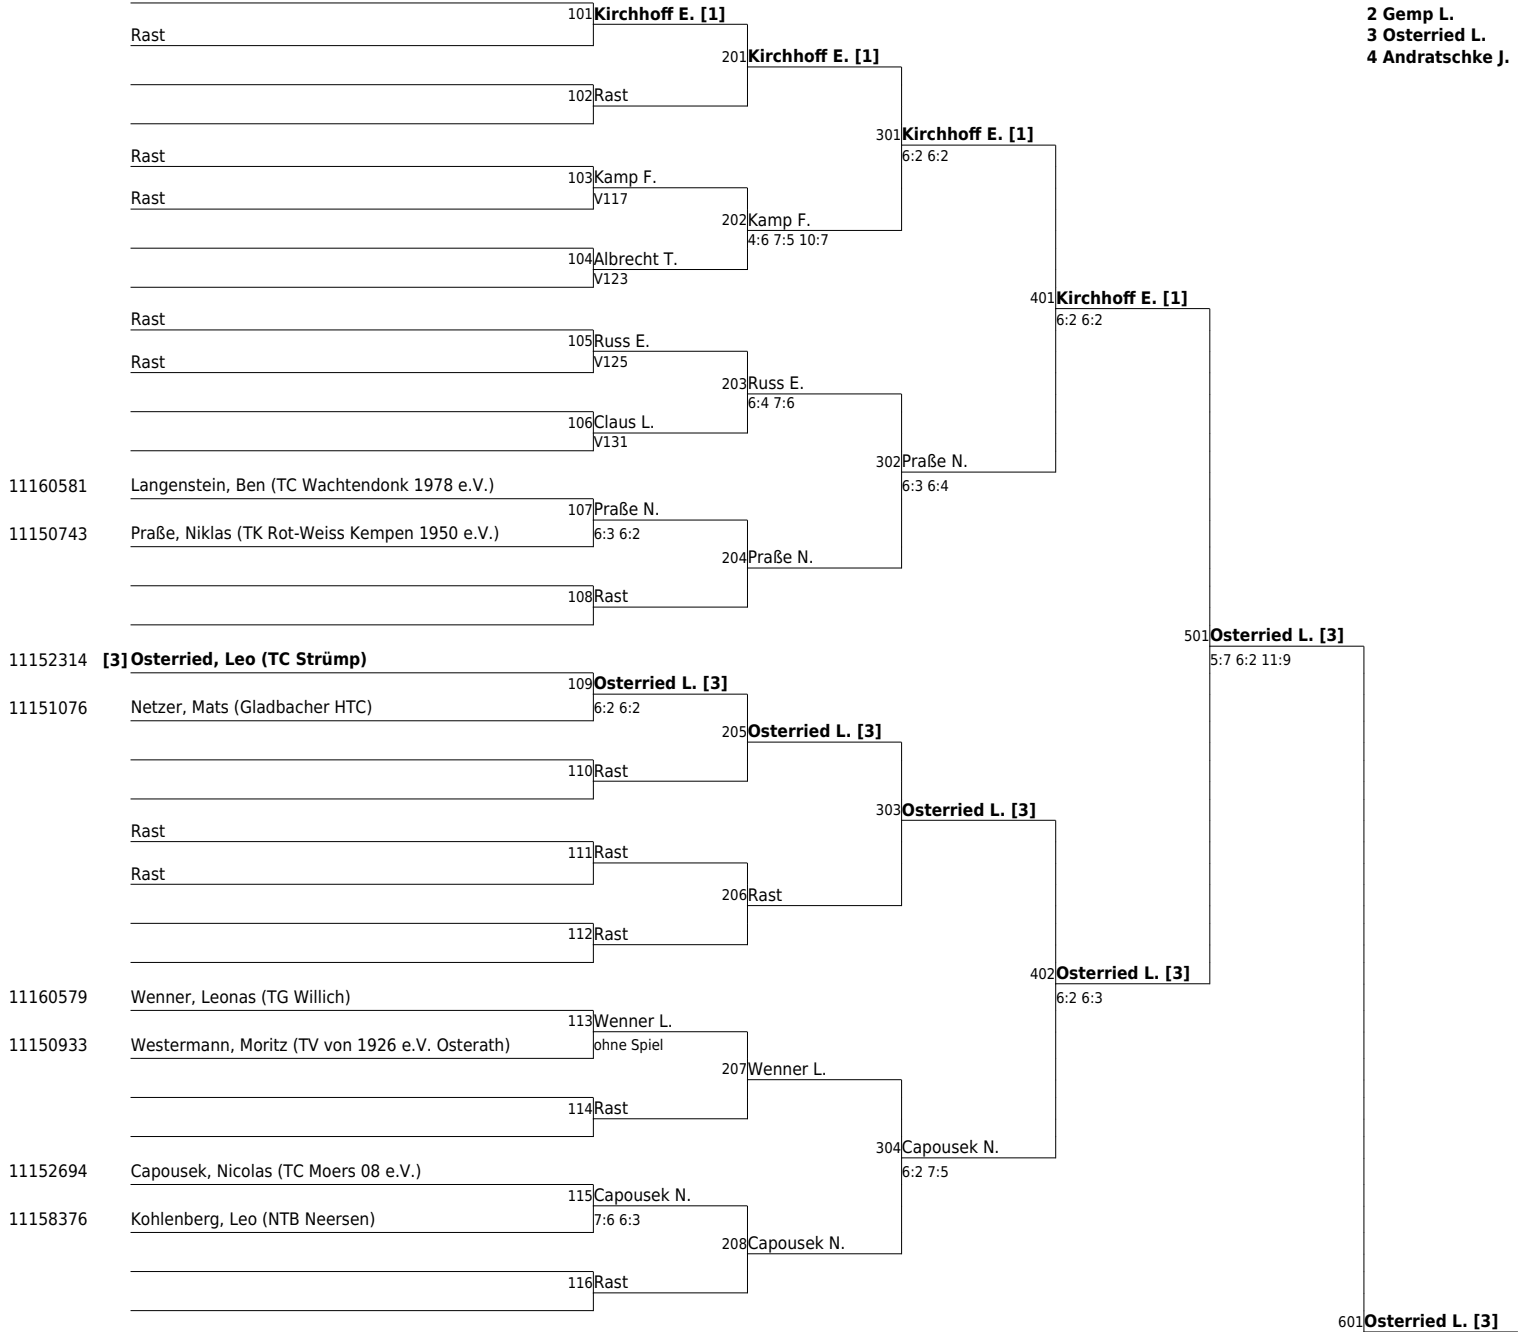 101 Kirchhoff E. [1]
2 Gemp L.
Rast
3 Osterried L.
201 Kirchhoff E. [1]
4 Andratschke J.
102 Rast
301 Kirchhoff E. [1]
Rast
6:2 6:2
103 Kamp F.
Rast
V117
202 Kamp F.
4:6 7:5 10:7
104 Albrecht T.
V123
401 Kirchhoff E. [1]
Rast
6:2 6:2
105 Russ E.
Rast
V125
203 Russ E.
6:4 7:6
106 Claus L.
V131
302 Praße N.
11160581 Langenstein, Ben (TC Wachtendonk 1978 e.V.)
6:3 6:4
107 Praße N.
11150743 Praße, Niklas (TK Rot-Weiss Kempen 1950 e.V.)
6:3 6:2
204 Praße N.
108 Rast
501 Osterried L. [3]
11152314 [3] Osterried, Leo (TC Strümp)
5:7 6:2 11:9
109 Osterried L. [3]
11151076 Netzer, Mats (Gladbacher HTC)
6:2 6:2
205 Osterried L. [3]
110 Rast
303 Osterried L. [3]
Rast
111 Rast
Rast
206 Rast
112 Rast
402 Osterried L. [3]
11160579 Wenner, Leonas (TG Willich)
6:2 6:3
113 Wenner L.
11150933 Westermann, Moritz (TV von 1926 e.V. Osterath)
ohne Spiel
207 Wenner L.
114 Rast
304 Capousek N.
11152694 Capousek, Nicolas (TC Moers 08 e.V.)
6:2 7:5
115 Capousek N.
11158376 Kohlenberg, Leo (NTB Neersen)
7:6 6:3
208 Capousek N.
116 Rast
601 Osterried L. [3]